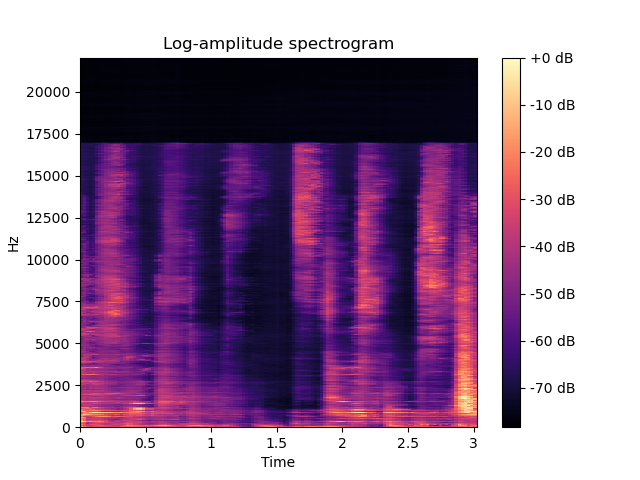 Log-amplitude spectrogram
20000
17500
15000
12500
10000
7500
5000
2500
0
Hz
0 0.5 1 1.5 2 2.5 3
Time
+0 dB
-10 dB
-20 dB
-30 dB
-40 dB
-50 dB
-60 dB
-70 dB